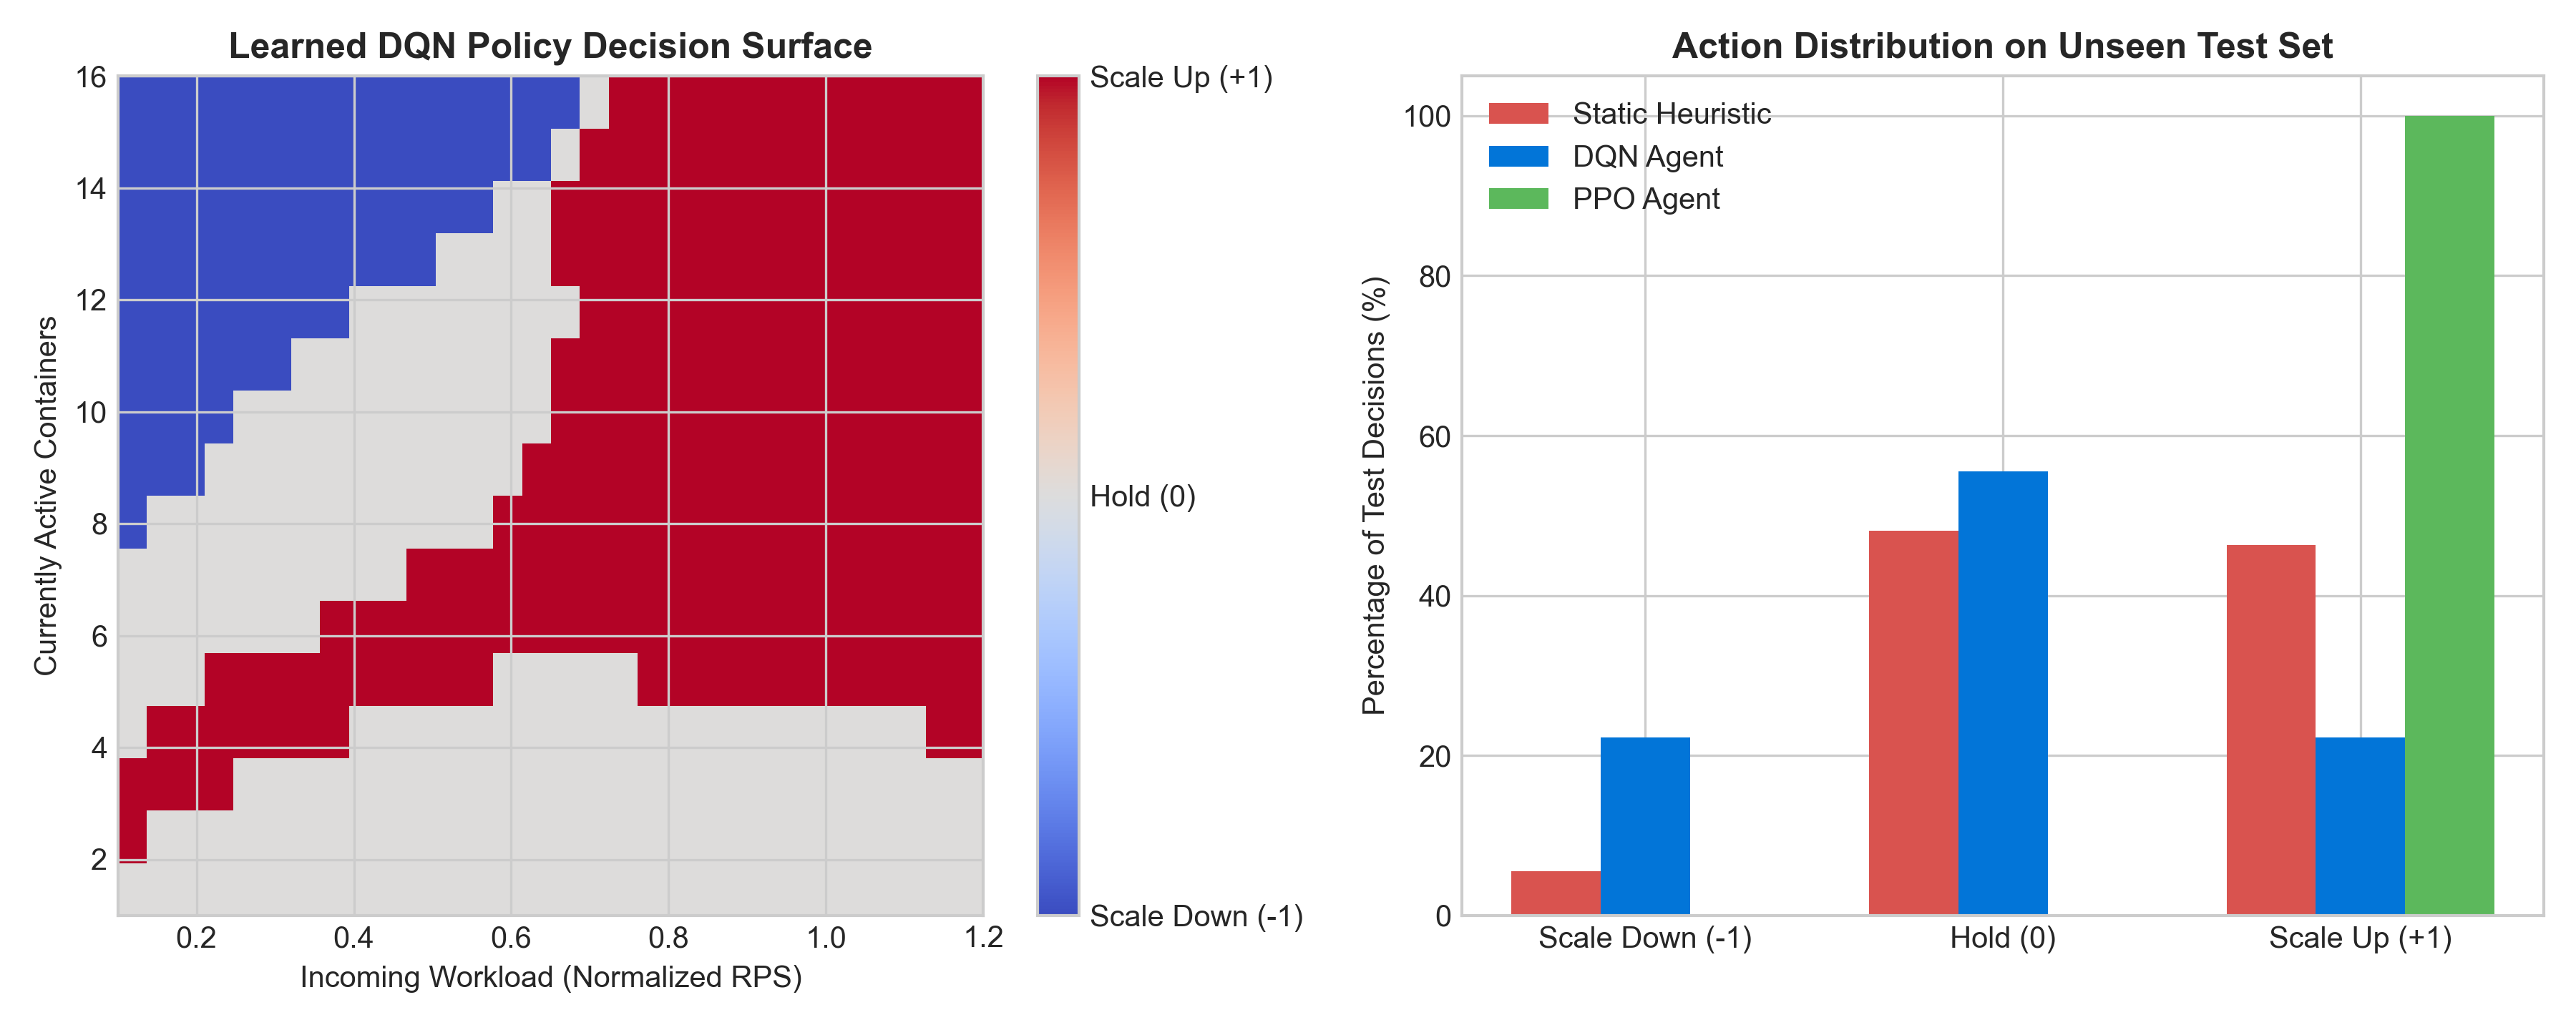 Learned DQN Policy Decision Surface
16
14
12
10
8
6
4
2
Currently Active Containers
0.2
0.4
0.6
0.8
1.0
1.2
Incoming Workload (Normalized RPS)
Scale Up (+1)
Hold (0)
Scale Down (-1)
Action Distribution on Unseen Test Set
Static Heuristic
DQN Agent
PPO Agent
100
80
60
40
20
0
Percentage of Test Decisions (%)
Scale Down (-1)
Hold (0)
Scale Up (+1)